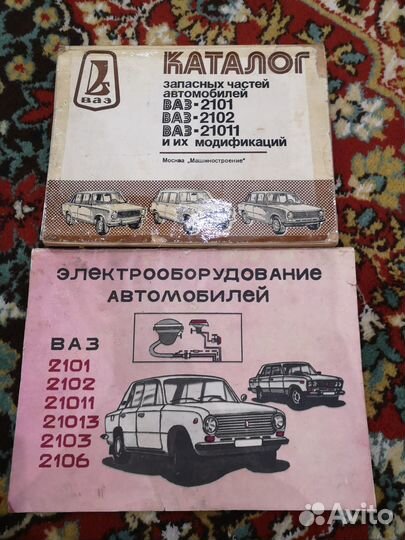 ВАЗ
КАТАЛОГ
запасных частей
автомобилей
ВАЗ-2101
ВАЗ-2102
ВАЗ-21011
и их модификаций
Москва „Машиностроение"
ЭЛЕКТРООБОРУДОВАНИЕ
АВТОМОБИЛЕЙ
ВАЗ
2101
2102
21011
21013
2103
2106
Avito